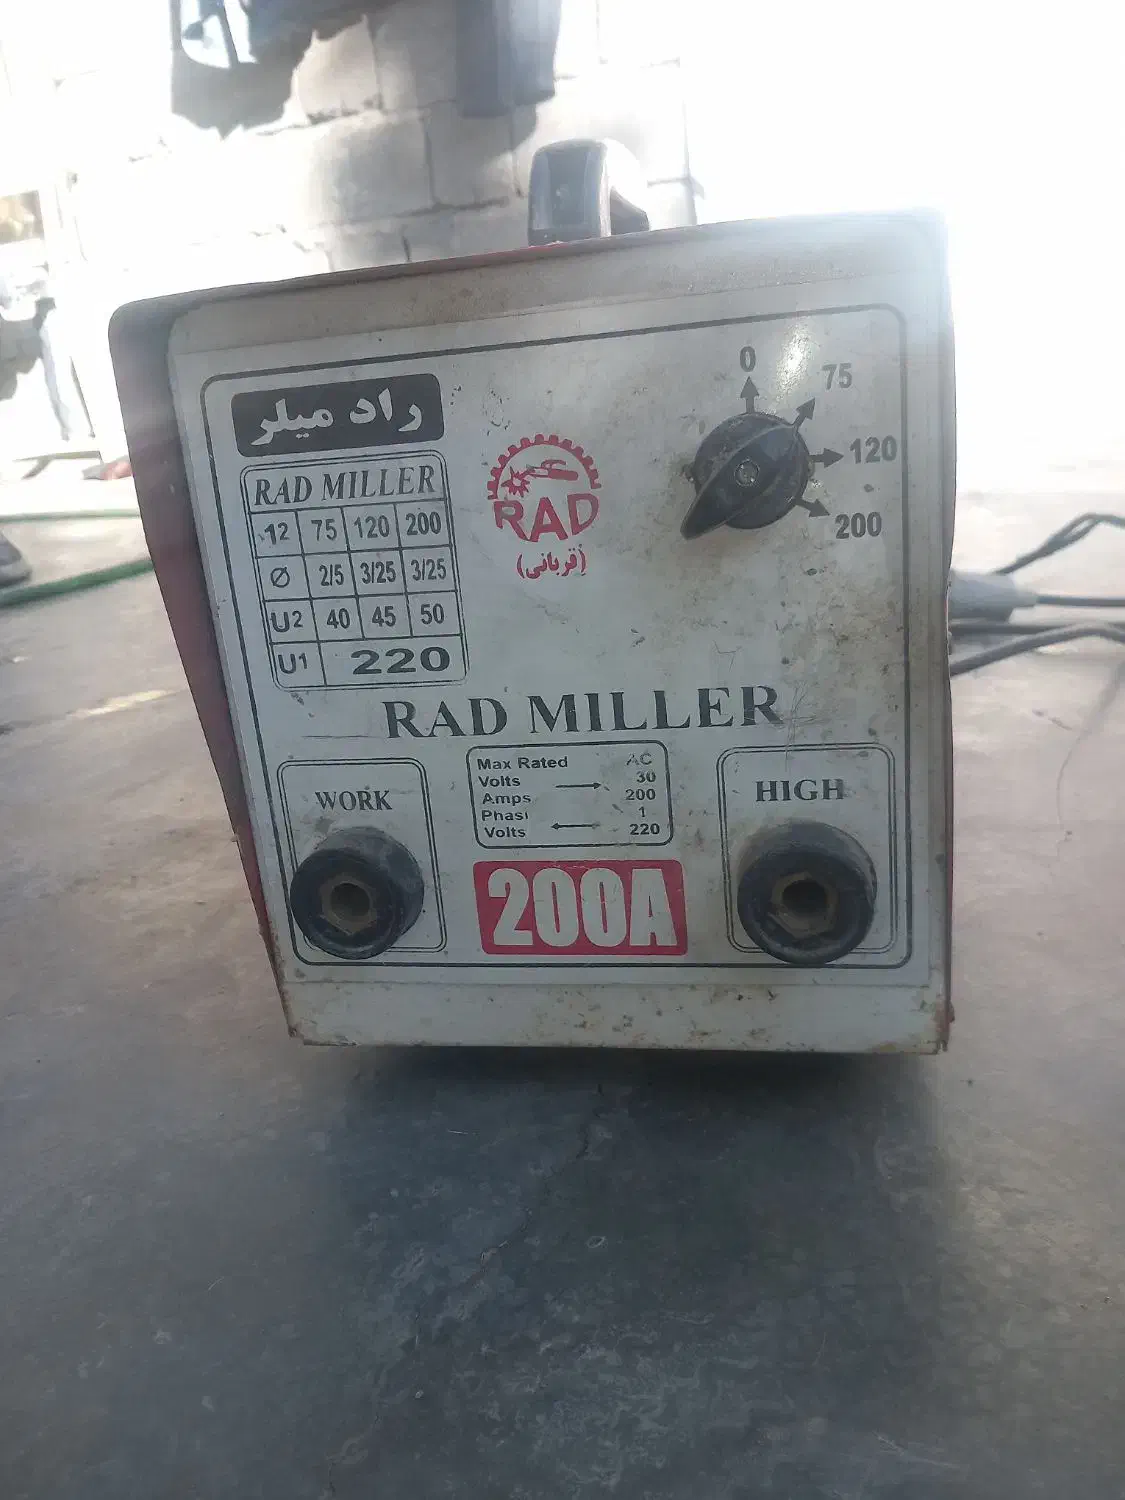 0
75
120
200
راد میلر
RAD MILLER
12 75 120 200
Ø 2/5 3/25 3/25
U2 40 45 50
U1 220
RAD
(قربانی)
RAD MILLER
WORK
Max Rated AC
Volts → 30
Amps 200
Phasi 1
Volts ← 220
HIGH
200A